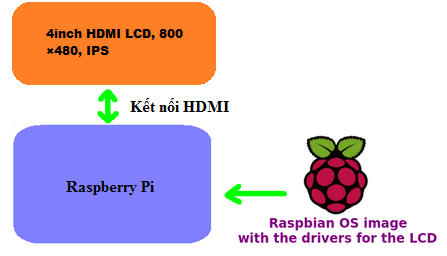 4inch HDMI LCD, 800
×480, IPS
Kết nối HDMI
Raspberry Pi
Raspbian OS image
with the drivers for the LCD